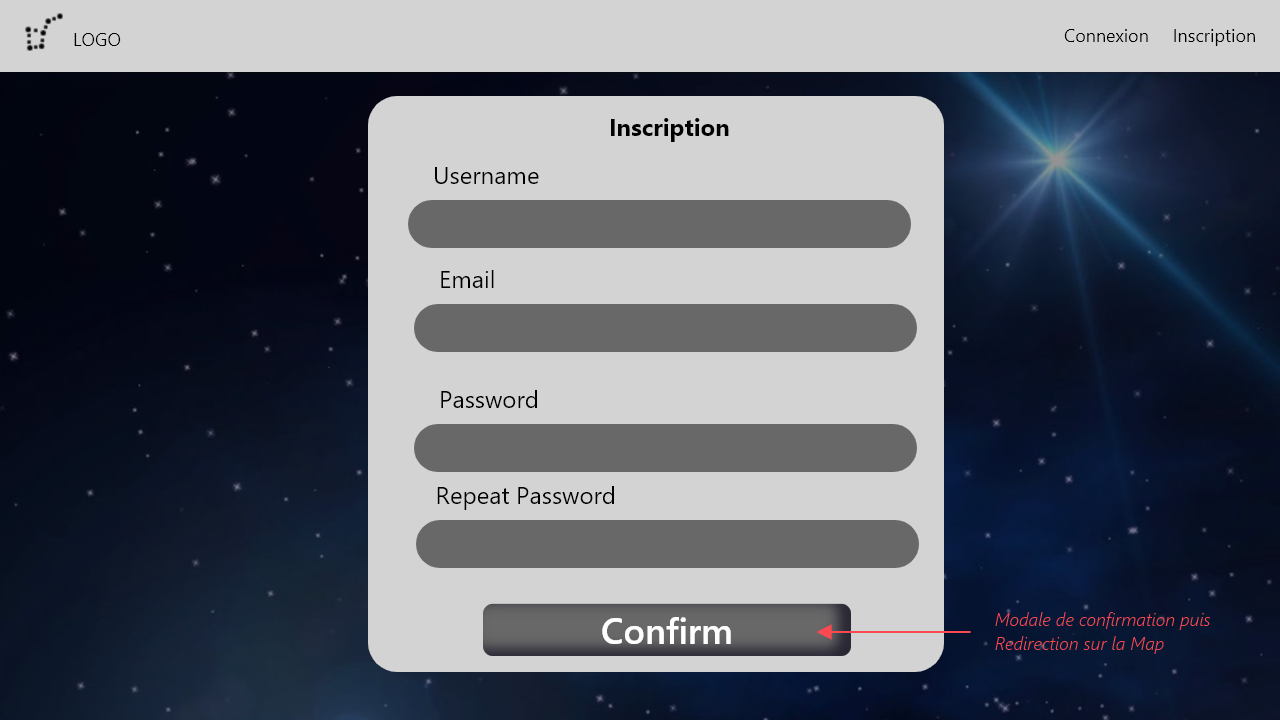 LOGO
Connexion Inscription
Inscription
Username
Email
Password
Repeat Password
Confirm
Modale de confirmation puis
Redirection sur la Map